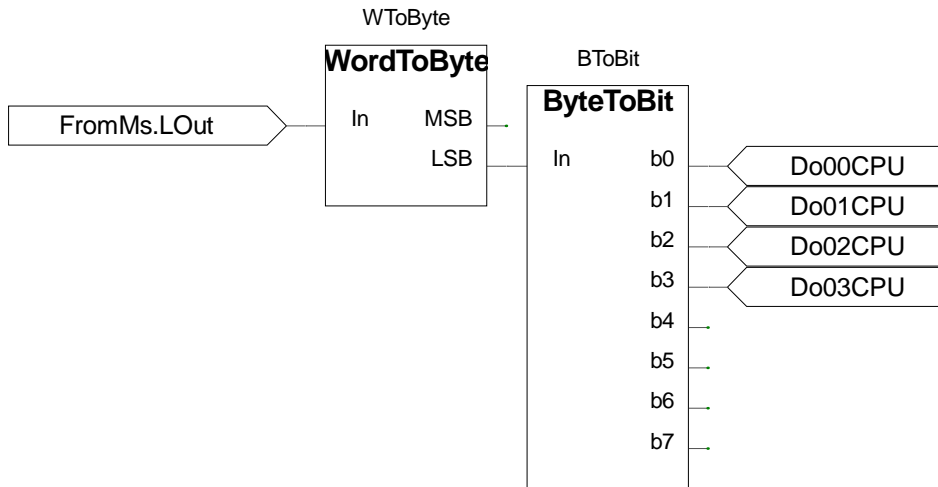 WToByte
WordToByte
BToBit
ByteToBit
FromMs.LOut
In MSB
LSB
In b0 Do00CPU
b1 Do01CPU
b2 Do02CPU
b3 Do03CPU
b4
b5
b6
b7